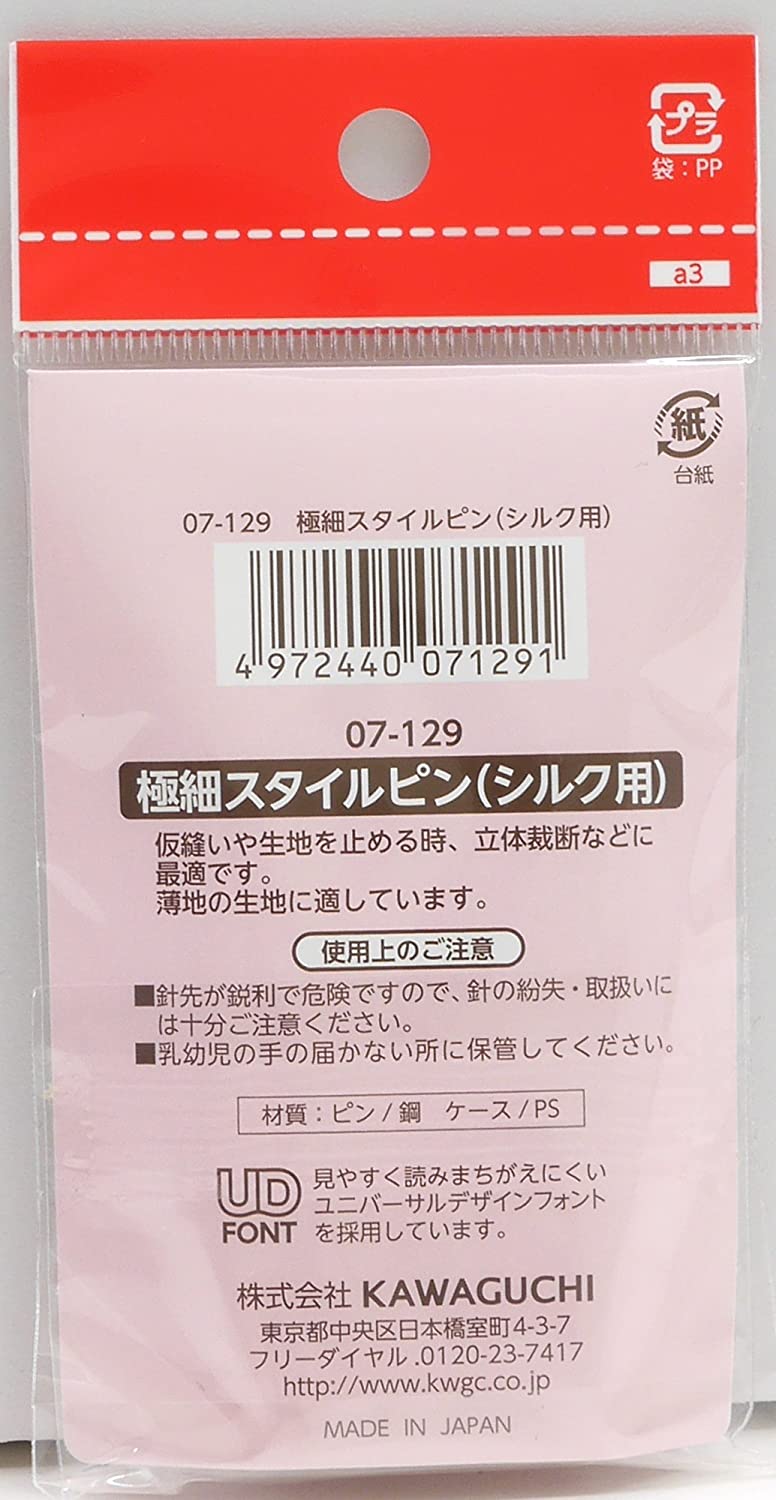 プラ
袋：PP
a3
紙
台紙
07-129　極細スタイルピン(シルク用)
4 972440 071291
07-129
極細スタイルピン(シルク用)
仮縫いや生地を止める時、立体裁断などに
最適です。
薄地の生地に適しています。
使用上のご注意
■針先が鋭利で危険ですので、針の紛失・取扱いに
は十分ご注意ください。
■乳幼児の手の届かない所に保管してください。
材質：ピン/鋼　ケース/PS
UD
FONT
見やすく読みまちがえにくい
ユニバーサルデザインフォント
を採用しています。
株式会社 KAWAGUCHI
東京都中央区日本橋室町4-3-7
フリーダイヤル.0120-23-7417
http://www.kwgc.co.jp
MADE IN JAPAN